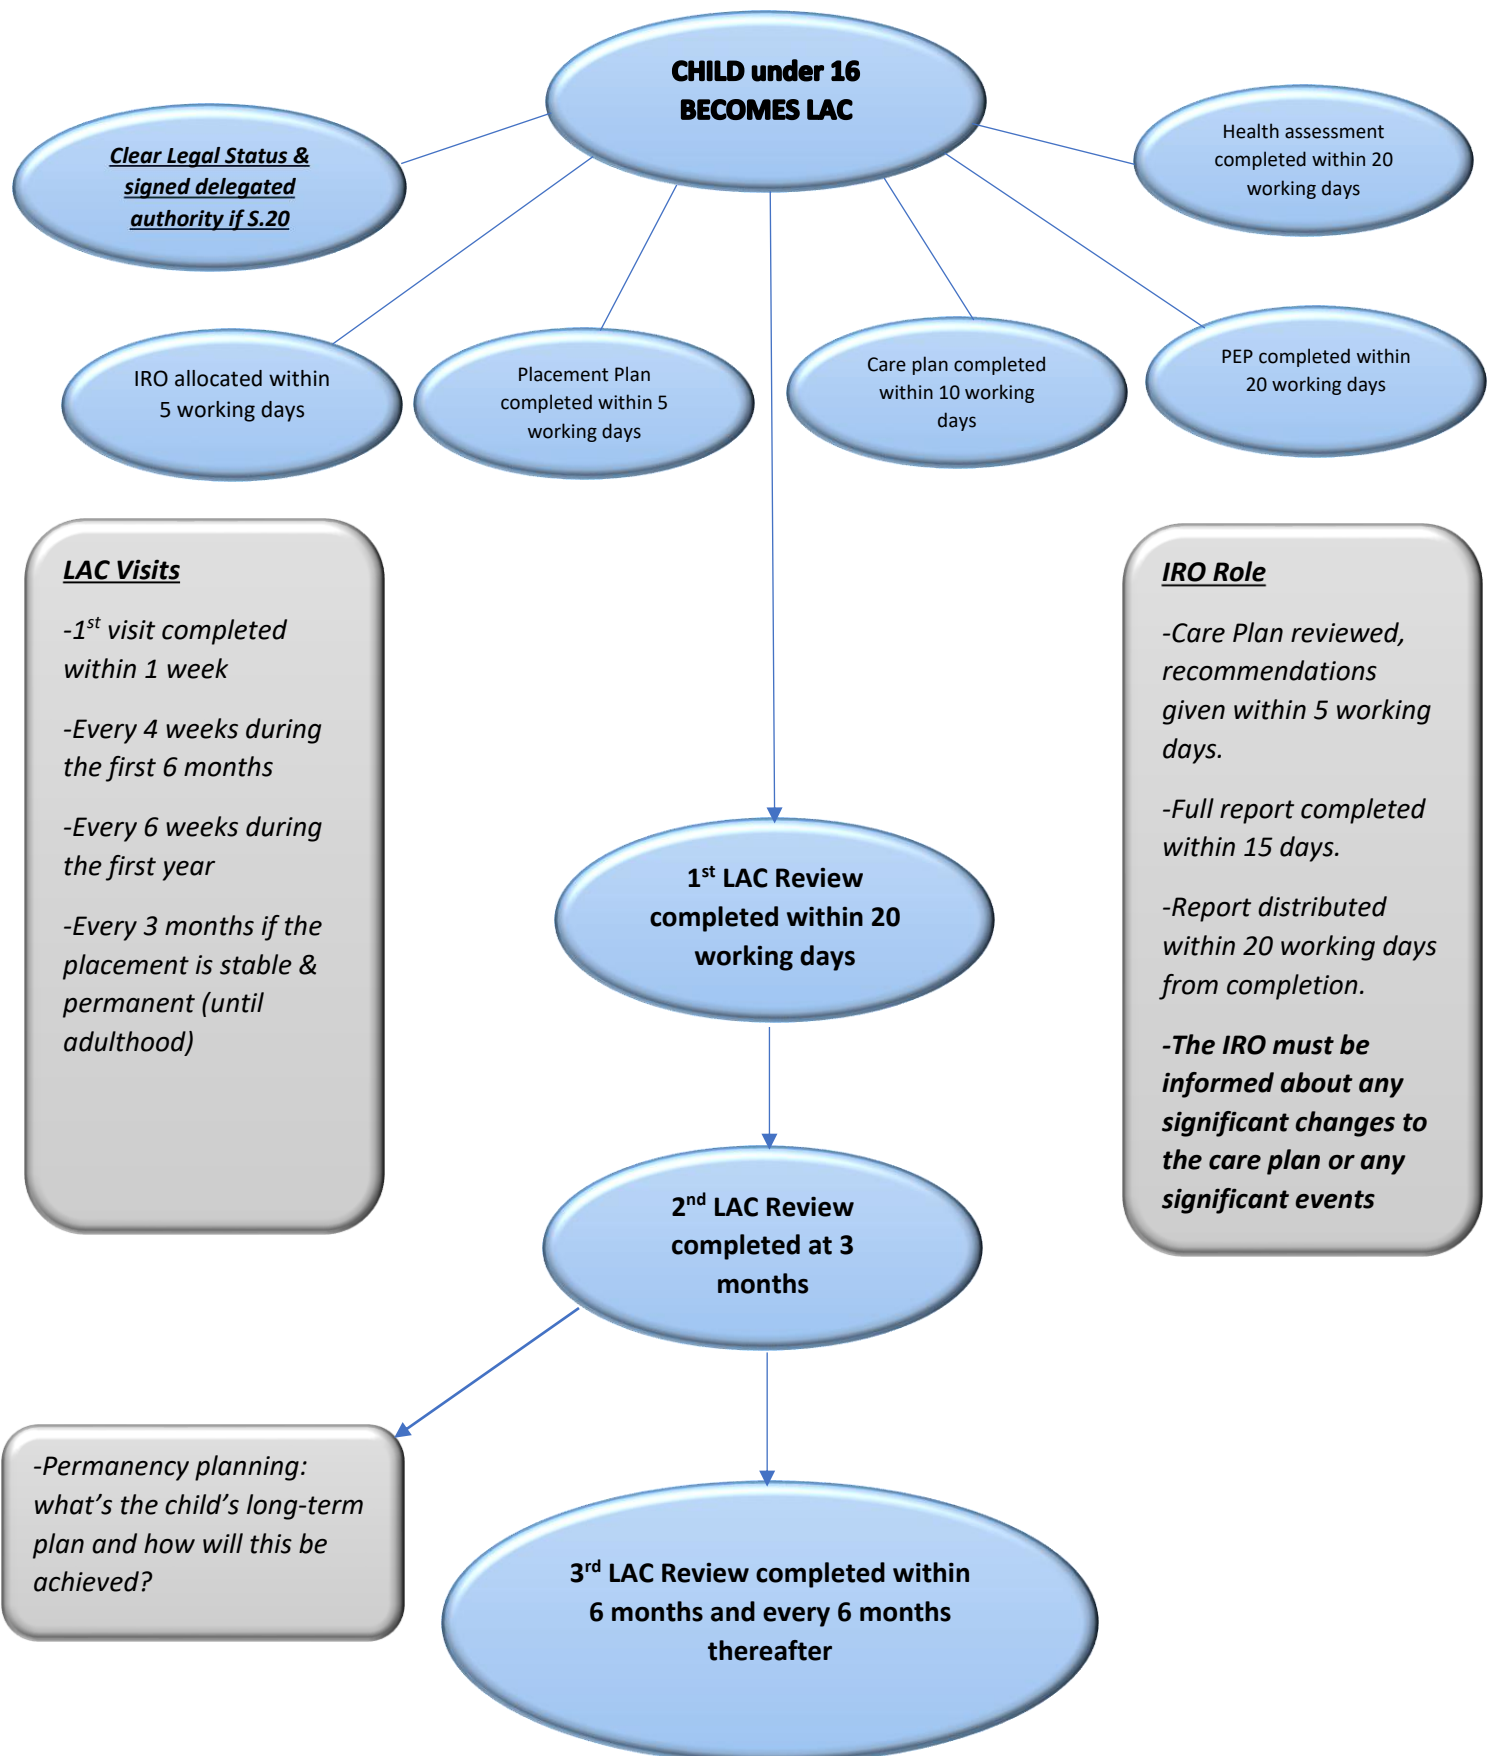 CHILD under 16
BECOMES LAC
Clear Legal Status &
signed delegated
authority if S.20
Health assessment
completed within 20
working days
IRO allocated within
5 working days
Placement Plan
completed within 5
working days
Care plan completed
within 10 working
days
PEP completed within
20 working days
LAC Visits
-1st visit completed
within 1 week
-Every 4 weeks during
the first 6 months
-Every 6 weeks during
the first year
-Every 3 months if the
placement is stable &
permanent (until
adulthood)
IRO Role
-Care Plan reviewed,
recommendations
given within 5 working
days.
-Full report completed
within 15 days.
-Report distributed
within 20 working days
from completion.
-The IRO must be
informed about any
significant changes to
the care plan or any
significant events
1st LAC Review
completed within 20
working days
2nd LAC Review
completed at 3
months
-Permanency planning:
what’s the child’s long-term
plan and how will this be
achieved?
3rd LAC Review completed within
6 months and every 6 months
thereafter